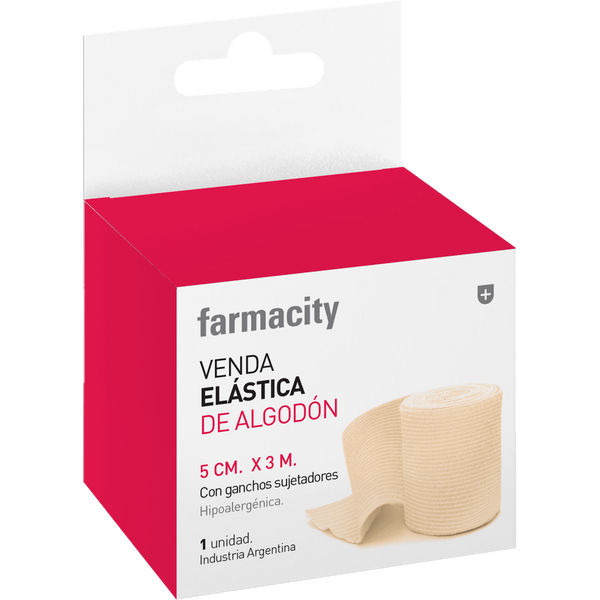 farmacity
VENDA
ELÁSTICA
DE ALGODÓN
5 CM. X 3 M.
Con ganchos sujetadores
Hipoalergénica.
1 unidad.
Industria Argentina